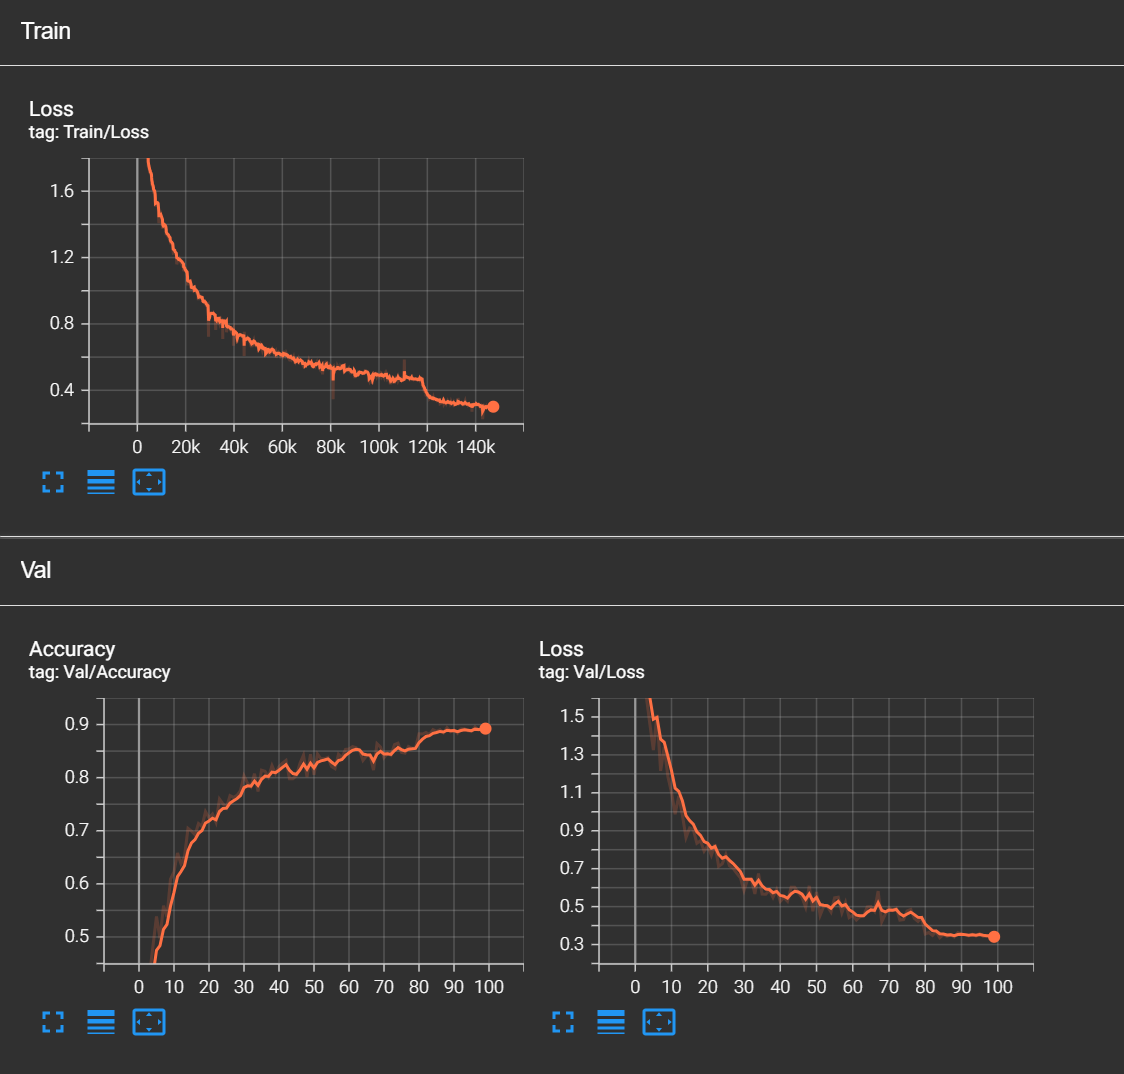 Train
Loss
tag: Train/Loss
1.6
1.2
0.8
0.4
0 20k 40k 60k 80k 100k 120k 140k
Val
Accuracy
tag: Val/Accuracy
0.9
0.8
0.7
0.6
0.5
0 10 20 30 40 50 60 70 80 90 100
Loss
tag: Val/Loss
1.5
1.3
1.1
0.9
0.7
0.5
0.3
0 10 20 30 40 50 60 70 80 90 100